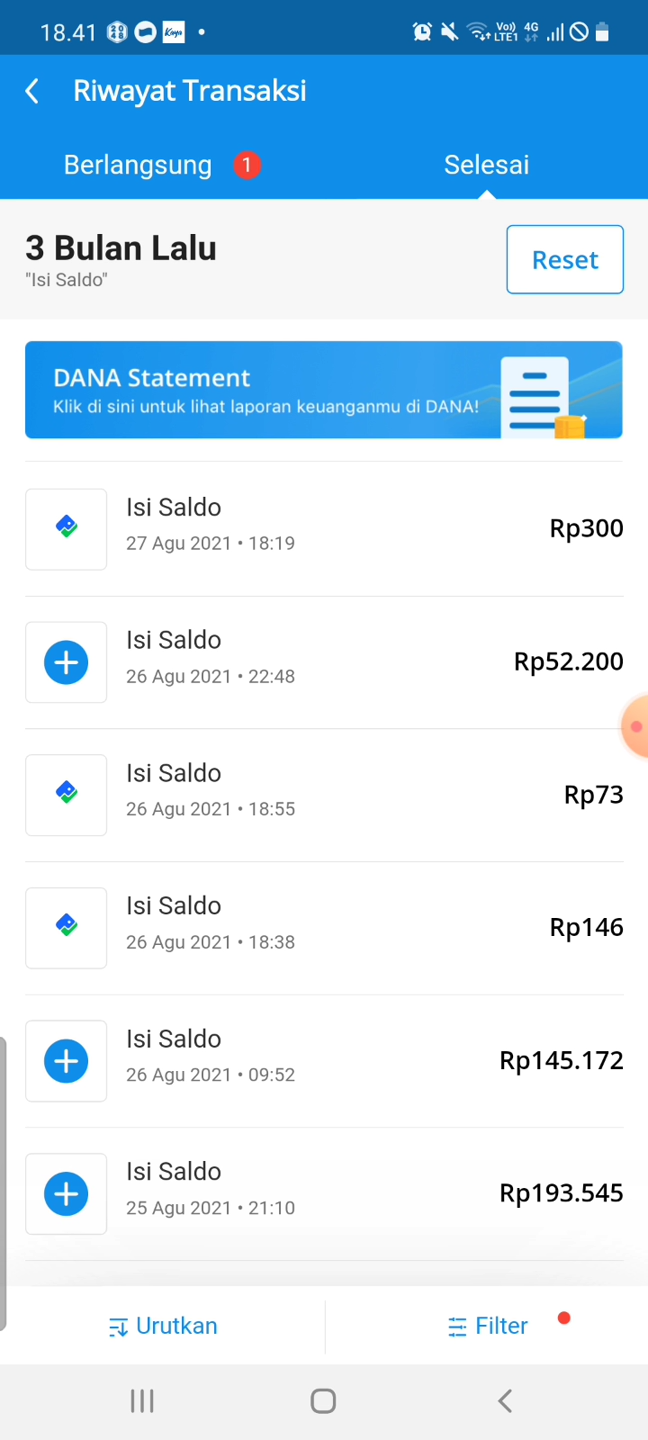 18.41
Voj) 4G
LTE1
Riwayat Transaksi
Berlangsung 1
Selesai
3 Bulan Lalu
"Isi Saldo"
Reset
DANA Statement
Klik di sini untuk lihat laporan keuanganmu di DANA!
Isi Saldo
27 Agu 2021 • 18:19
Rp300
Isi Saldo
26 Agu 2021 • 22:48
Rp52.200
Isi Saldo
26 Agu 2021 • 18:55
Rp73
Isi Saldo
26 Agu 2021 • 18:38
Rp146
Isi Saldo
26 Agu 2021 • 09:52
Rp145.172
Isi Saldo
25 Agu 2021 • 21:10
Rp193.545
Urutkan
Filter